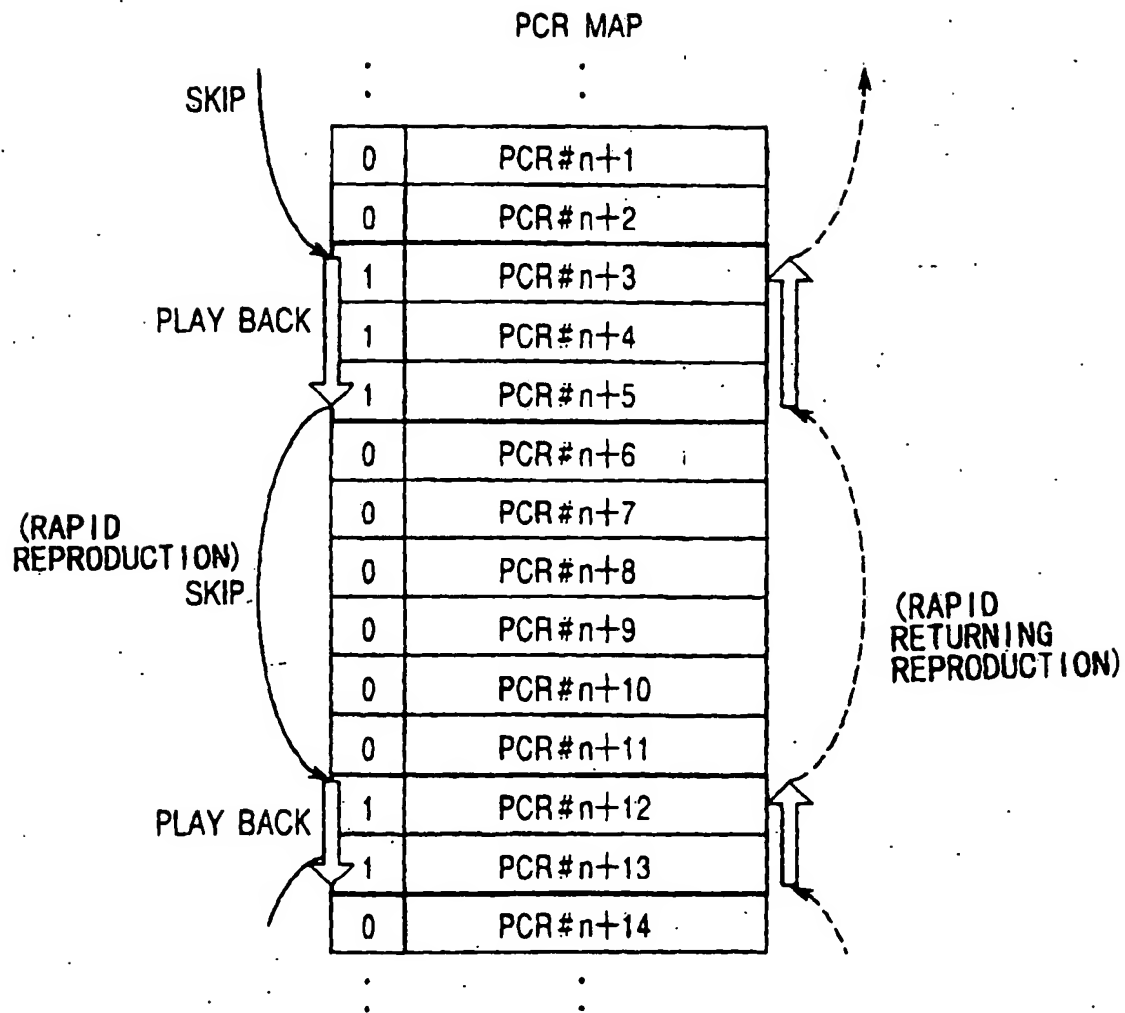 PCR MAP
SKIP
0 PCR#n+1
0 PCR#n+2
1 PCR#n+3
PLAY BACK
1 PCR#n+4
1 PCR#n+5
0 PCR#n+6
0 PCR#n+7
(RAPID
REPRODUCTION)
SKIP
0 PCR#n+8
0 PCR#n+9
(RAPID
RETURNING
REPRODUCTION)
0 PCR#n+10
0 PCR#n+11
1 PCR#n+12
PLAY BACK
1 PCR#n+13
0 PCR#n+14